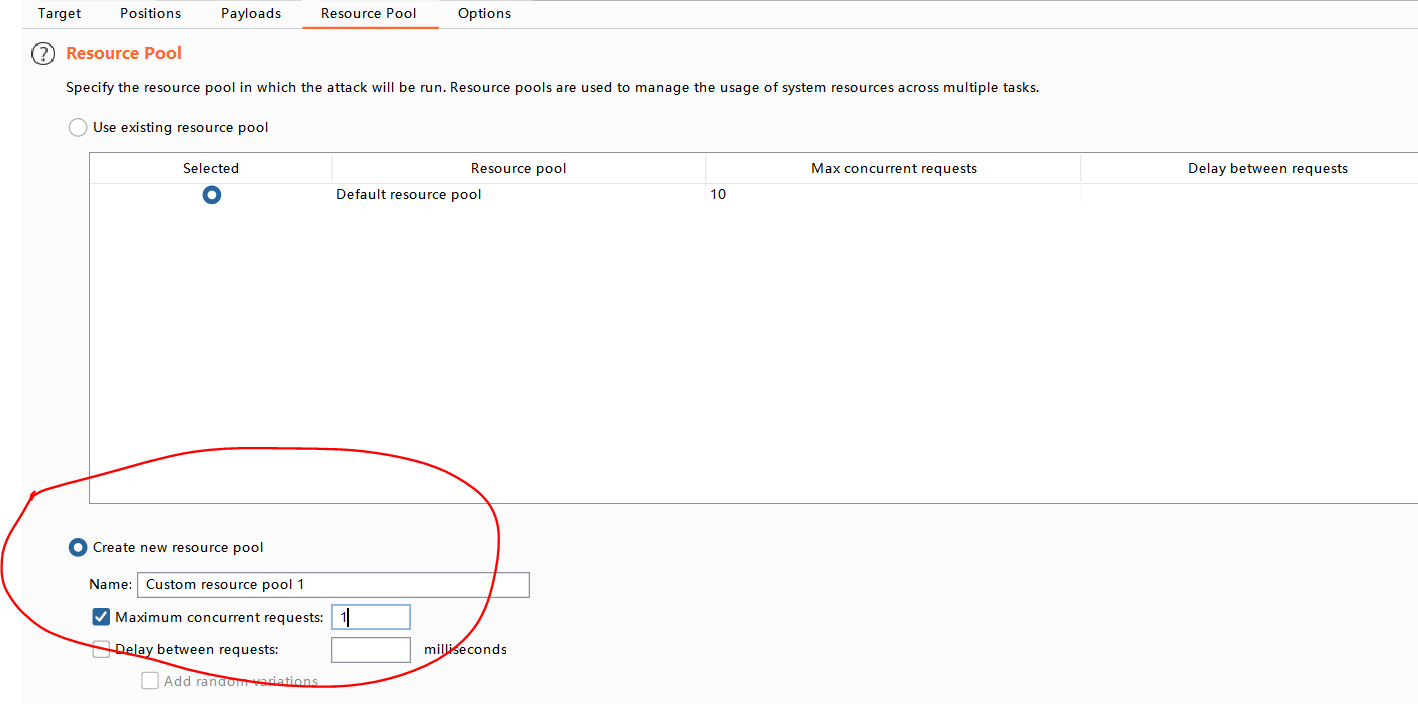 Target Positions Payloads Resource Pool Options
? Resource Pool
Specify the resource pool in which the attack will be run. Resource pools are used to manage the usage of system resources across multiple tasks.
Use existing resource pool
Selected Resource pool Max concurrent requests Delay between requests
Default resource pool 10
Create new resource pool
Name: Custom resource pool 1
Maximum concurrent requests: 1
Delay between requests: milliseconds
Add random variations